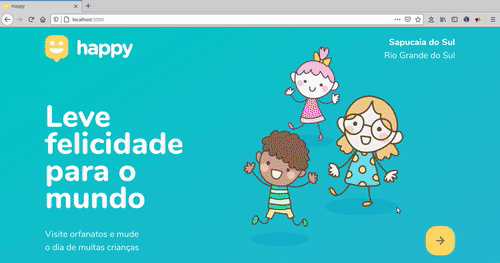 Happy
localhost:5500
happy
Sapucaia do Sul
Rio Grande do Sul
Leve
felicidade
para o
mundo
Visite orfanatos e mude
o dia de muitas crianças